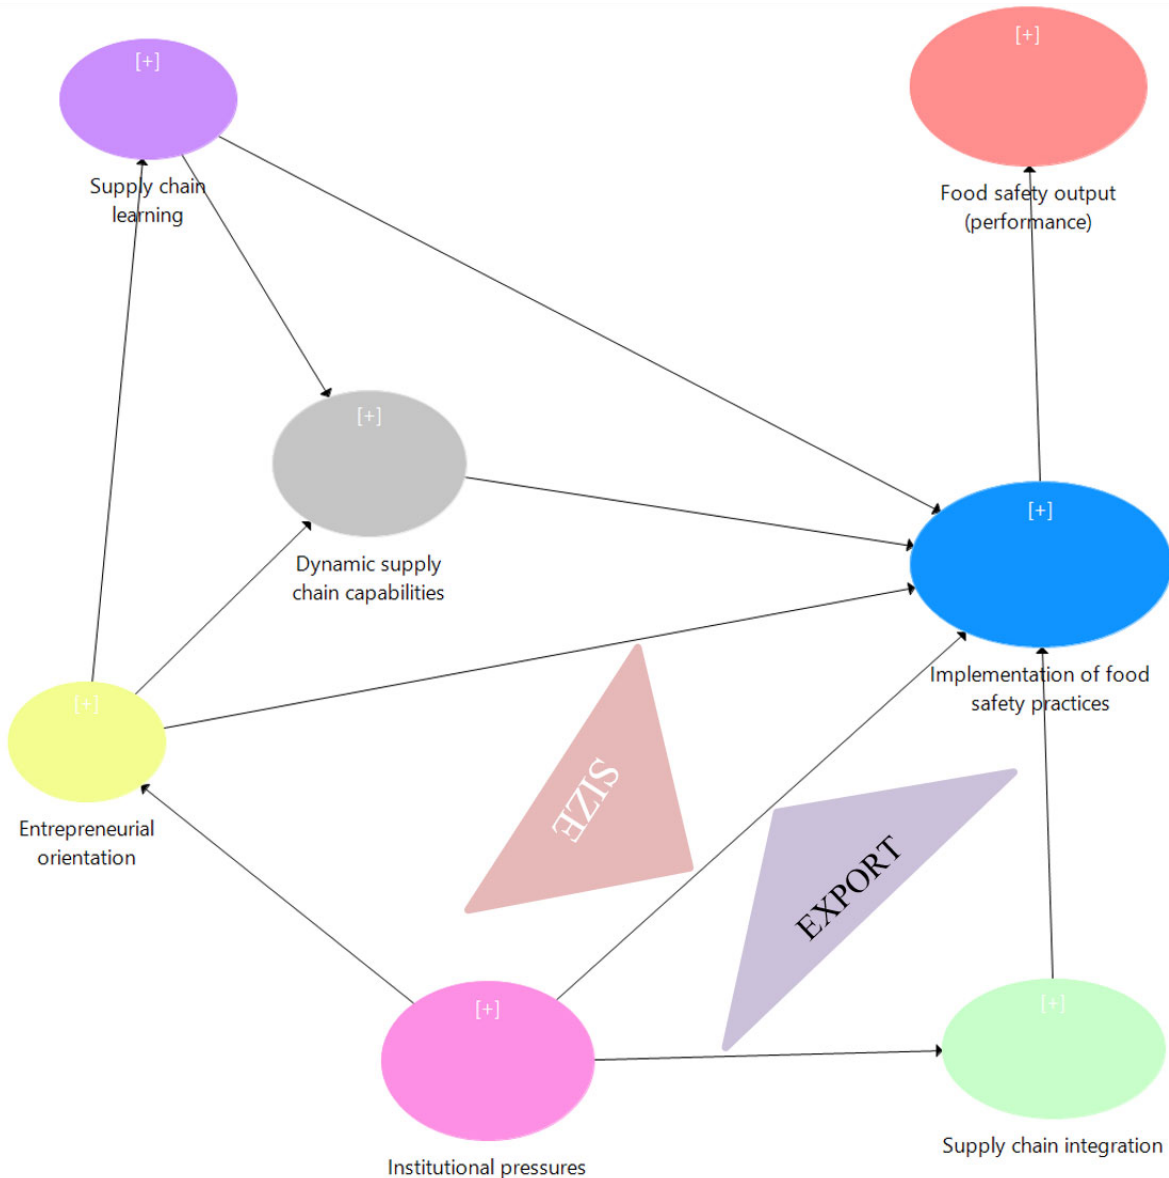 [+]
Supply chain
learning
[+]
Food safety output
(performance)
[+]
Dynamic supply
chain capabilities
[+]
Implementation of food
safety practices
[+]
Entrepreneurial
orientation
SIZE
EXPORT
[+]
Institutional pressures
[+]
Supply chain integration